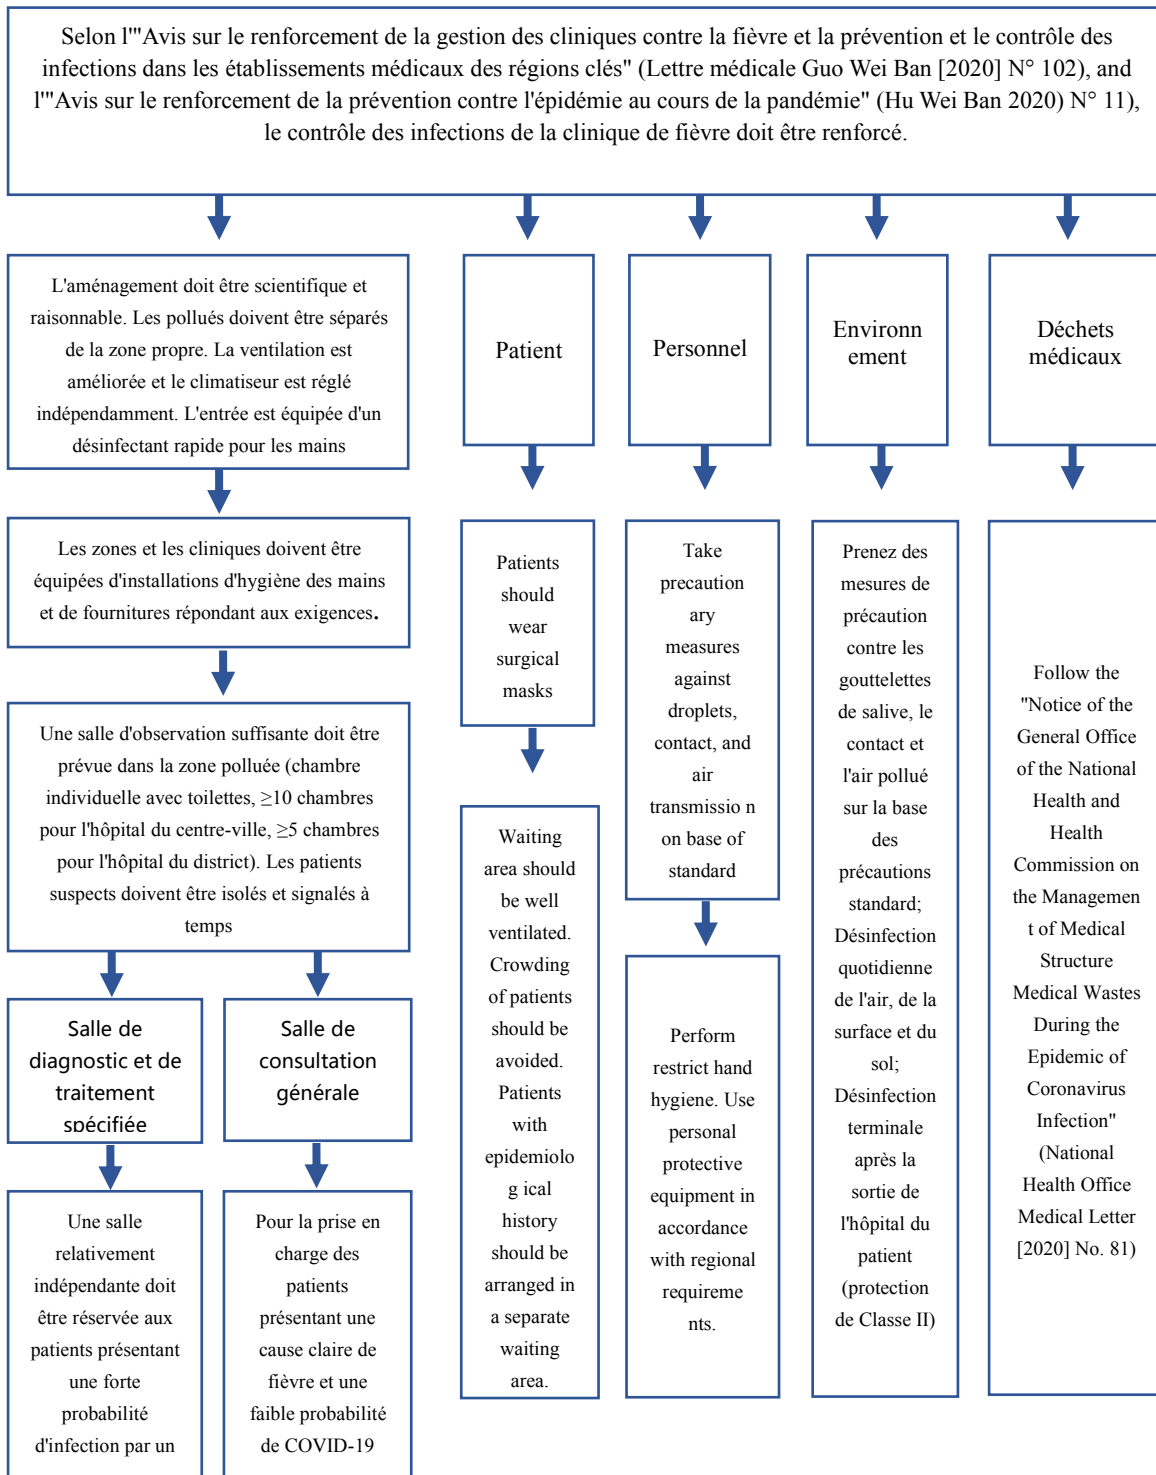 Selon l'"Avis sur le renforcement de la gestion des cliniques contre la fièvre et la prévention et le contrôle des
infections dans les établissements médicaux des régions clés" (Lettre médicale Guo Wei Ban [2020] N° 102), and
l'"Avis sur le renforcement de la prévention contre l'épidémie au cours de la pandémie" (Hu Wei Ban 2020) N° 11),
le contrôle des infections de la clinique de fièvre doit être renforcé.
L'aménagement doit être scientifique et
raisonnable. Les pollués doivent être séparés
de la zone propre. La ventilation est
améliorée et le climatiseur est réglé
indépendamment. L'entrée est équipée d'un
désinfectant rapide pour les mains
Les zones et les cliniques doivent être
équipées d'installations d'hygiène des mains
et de fournitures répondant aux exigences.
Une salle d'observation suffisante doit être
prévue dans la zone polluée (chambre
individuelle avec toilettes, ≥10 chambres
pour l'hôpital du centre-ville, ≥5 chambres
pour l'hôpital du district). Les patients
suspects doivent être isolés et signalés à
temps
Salle de
diagnostic et de
traitement
spécifiée
Une salle
relativement
indépendante doit
être réservée aux
patients présentant
une forte
probabilité
d'infection par un
Salle de
consultation
générale
Pour la prise en
charge des
patients
présentant une
cause claire de
fièvre et une
faible probabilité
de COVID-19
Patient
Patients
should
wear
surgical
masks
Waiting
area should
be well
ventilated.
Crowding
of patients
should be
avoided.
Patients
with
epidemiolo
g ical
history
should be
arranged in
a separate
waiting
area.
Personnel
Take
precaution
ary
measures
against
droplets,
contact, and
air
transmissio n
on base of
standard
Perform
restrict hand
hygiene. Use
personal
protective
equipment in
accordance
with regional
requireme
nts.
Environn
ement
Prenez des
mesures de
précaution
contre les
gouttelettes
de salive, le
contact et
l'air pollué
sur la base
des
précautions
standard;
Désinfection
quotidienne
de l'air, de la
surface et du
sol;
Désinfection
terminale
après la
sortie de
l'hôpital du
patient
(protection
de Classe II)
Déchets
médicaux
Follow the
"Notice of the
General Office
of the National
Health and
Health
Commission on
the Managemen
t of Medical
Structure
Medical Wastes
During the
Epidemic of
Coronavirus
Infection"
(National
Health Office
Medical Letter
[2020] No. 81)